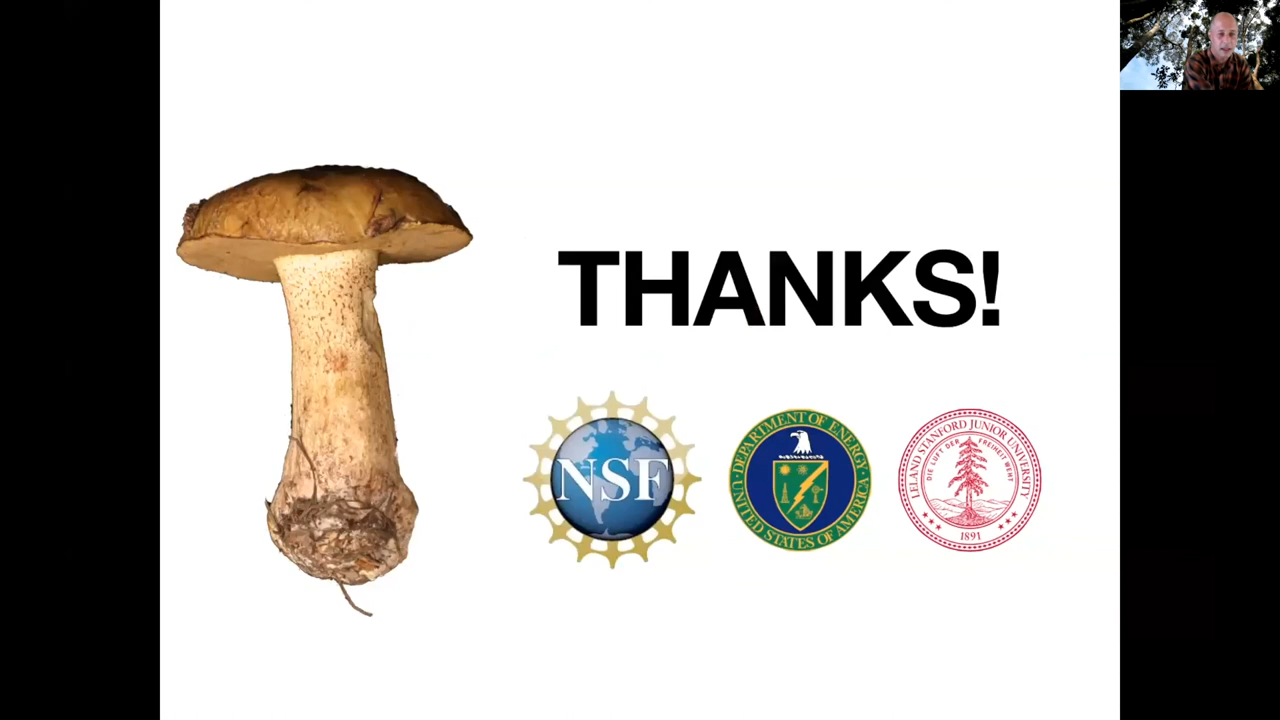 THANKS!
NSF
DEPARTMENT OF ENERGY
UNITED STATES OF AMERICA
LELAND STANFORD JUNIOR UNIVERSITY
DIE LUFT DER FREIHEIT WEHT
1891